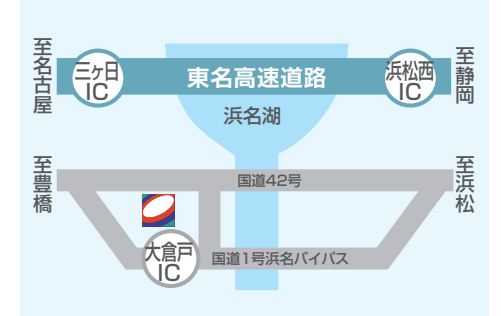 至名古屋
三ヶ日
IC
東名高速道路
浜松西
IC
至静岡
浜名湖
至豊橋
国道42号
至浜松
大倉戸
IC
国道1号浜名バイパス